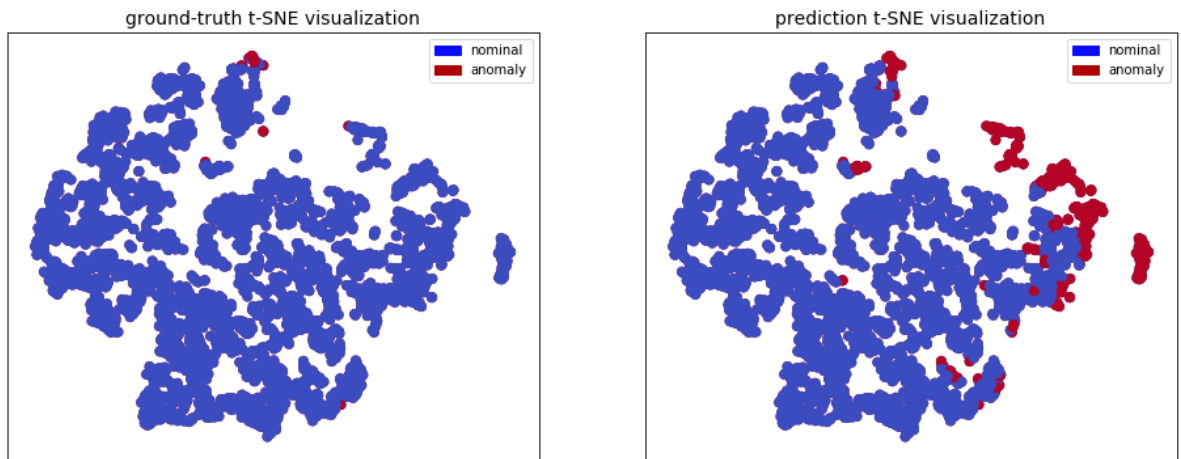 ground-truth t-SNE visualization
nominal
anomaly
prediction t-SNE visualization
nominal
anomaly